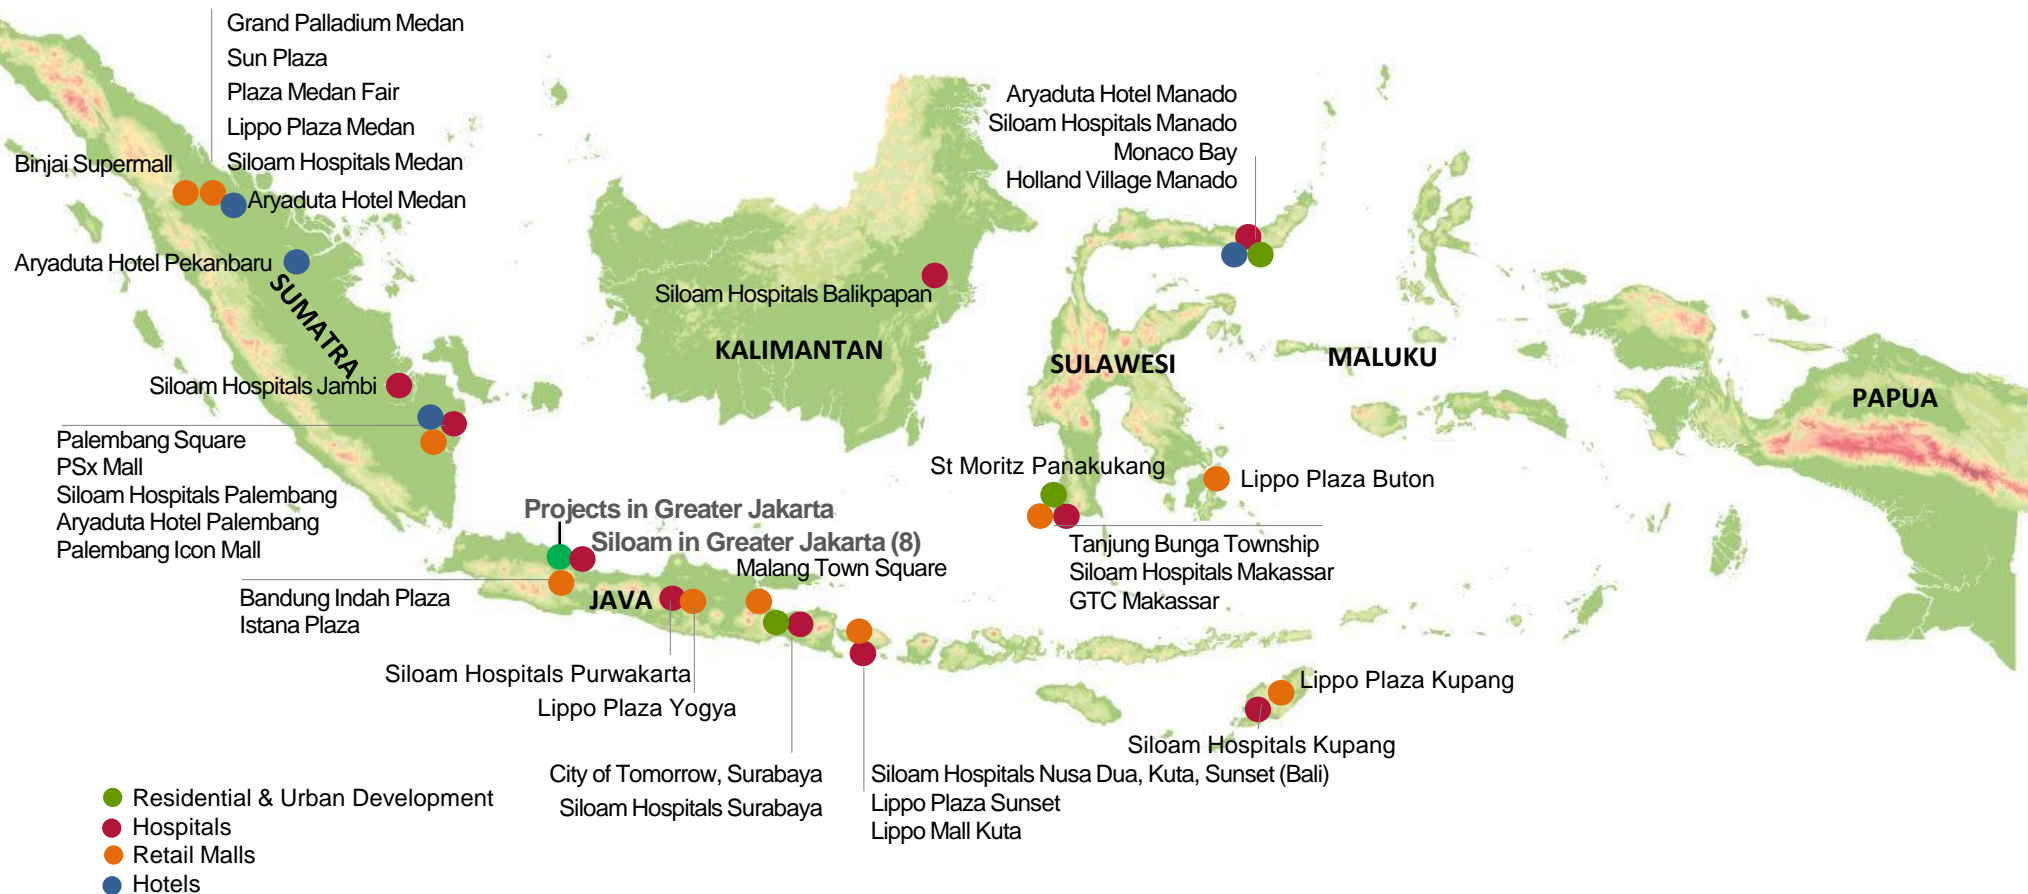 Grand Palladium Medan
Sun Plaza
Plaza Medan Fair
Lippo Plaza Medan
Siloam Hospitals Medan
Binjai Supermall
Aryaduta Hotel Medan
Aryaduta Hotel Pekanbaru
SUMATRA
Siloam Hospitals Jambi
Palembang Square
PSx Mall
Siloam Hospitals Palembang
Aryaduta Hotel Palembang
Palembang Icon Mall
Aryaduta Hotel Manado
Siloam Hospitals Manado
Monaco Bay
Holland Village Manado
Siloam Hospitals Balikpapan
KALIMANTAN
SULAWESI
MALUKU
PAPUA
St Moritz Panakukang
Lippo Plaza Buton
Tanjung Bunga Township
Siloam Hospitals Makassar
GTC Makassar
Projects in Greater Jakarta
Siloam in Greater Jakarta (8)
Malang Town Square
JAVA
Bandung Indah Plaza
Istana Plaza
Siloam Hospitals Purwakarta
Lippo Plaza Yogya
City of Tomorrow, Surabaya
Siloam Hospitals Surabaya
Siloam Hospitals Nusa Dua, Kuta, Sunset (Bali)
Lippo Plaza Sunset
Lippo Mall Kuta
Lippo Plaza Kupang
Siloam Hospitals Kupang
Residential & Urban Development
Hospitals
Retail Malls
Hotels